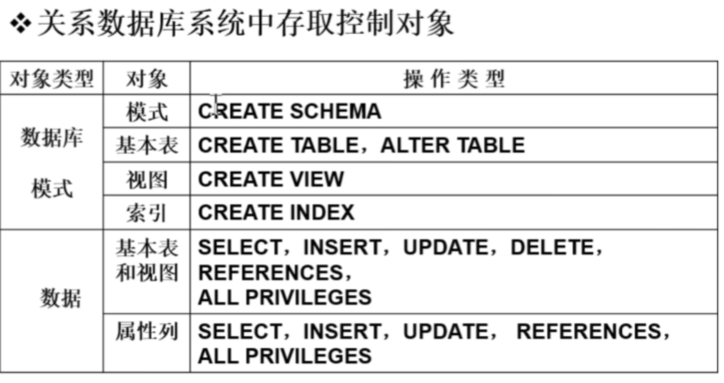 ❖关系数据库系统中存取控制对象
对象类型 对象 操 作 类 型
数据库模式 模式 CREATE SCHEMA
基本表 CREATE TABLE，ALTER TABLE
视图 CREATE VIEW
索引 CREATE INDEX
数据 基本表和视图 SELECT，INSERT，UPDATE，DELETE，
REFERENCES，
ALL PRIVILEGES
属性列 SELECT，INSERT，UPDATE， REFERENCES，
ALL PRIVILEGES